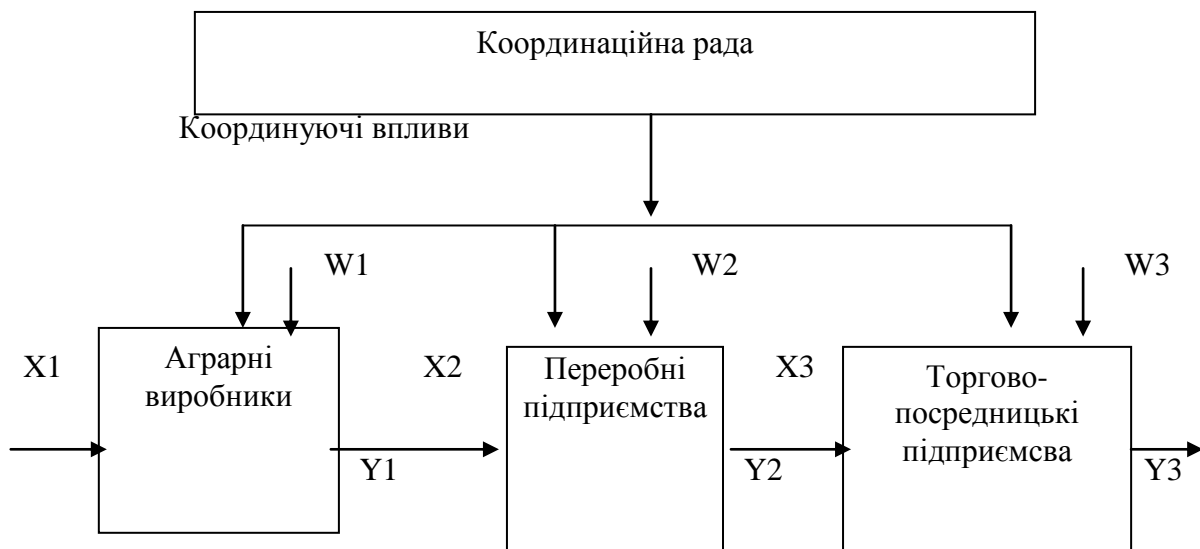 Координаційна рада
Координуючі впливи
W1
W2
W3
X1
Аграрні
виробники
X2
Переробні
підприємства
X3
Торгово-
посредницькі
підприємсва
Y1
Y2
Y3